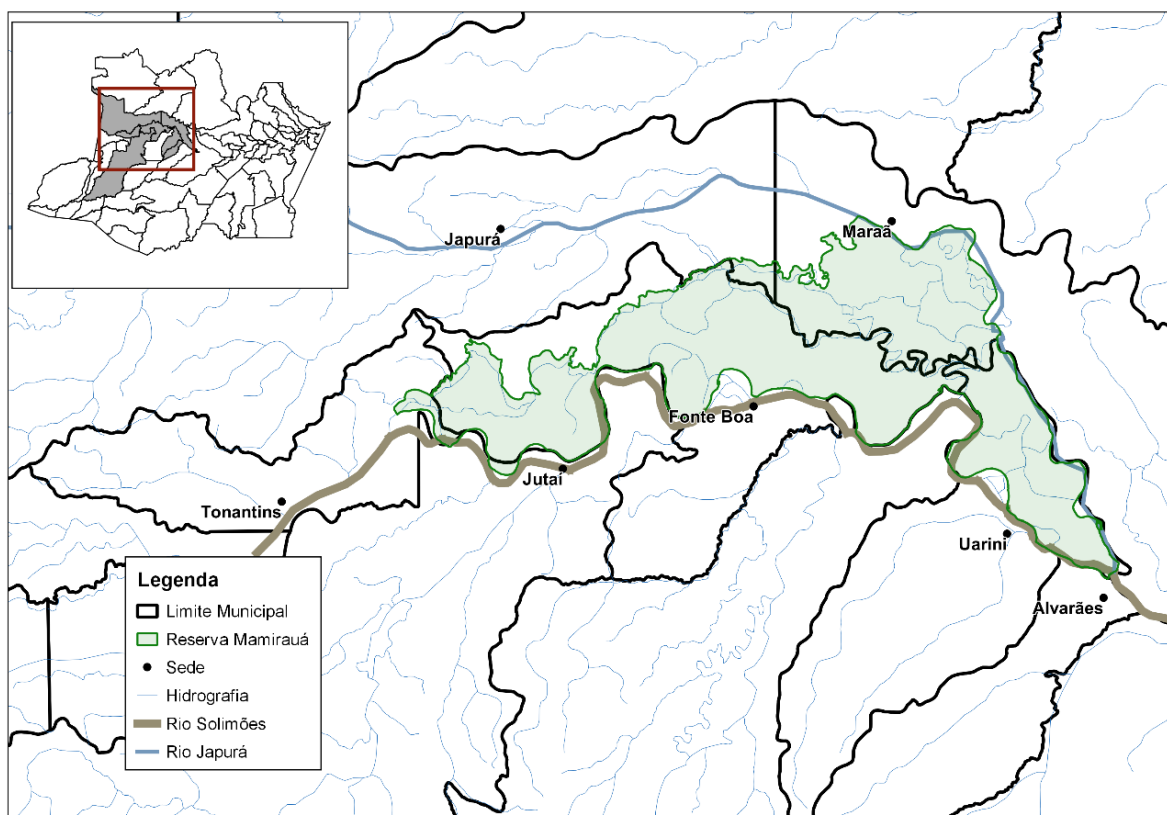 Japurá
Maraã
Fonte Boa
Jutaí
Tonantins
Uarini
Alvarães
Legenda
Limite Municipal
Reserva Mamirauá
Sede
Hidrografia
Rio Solimões
Rio Japurá